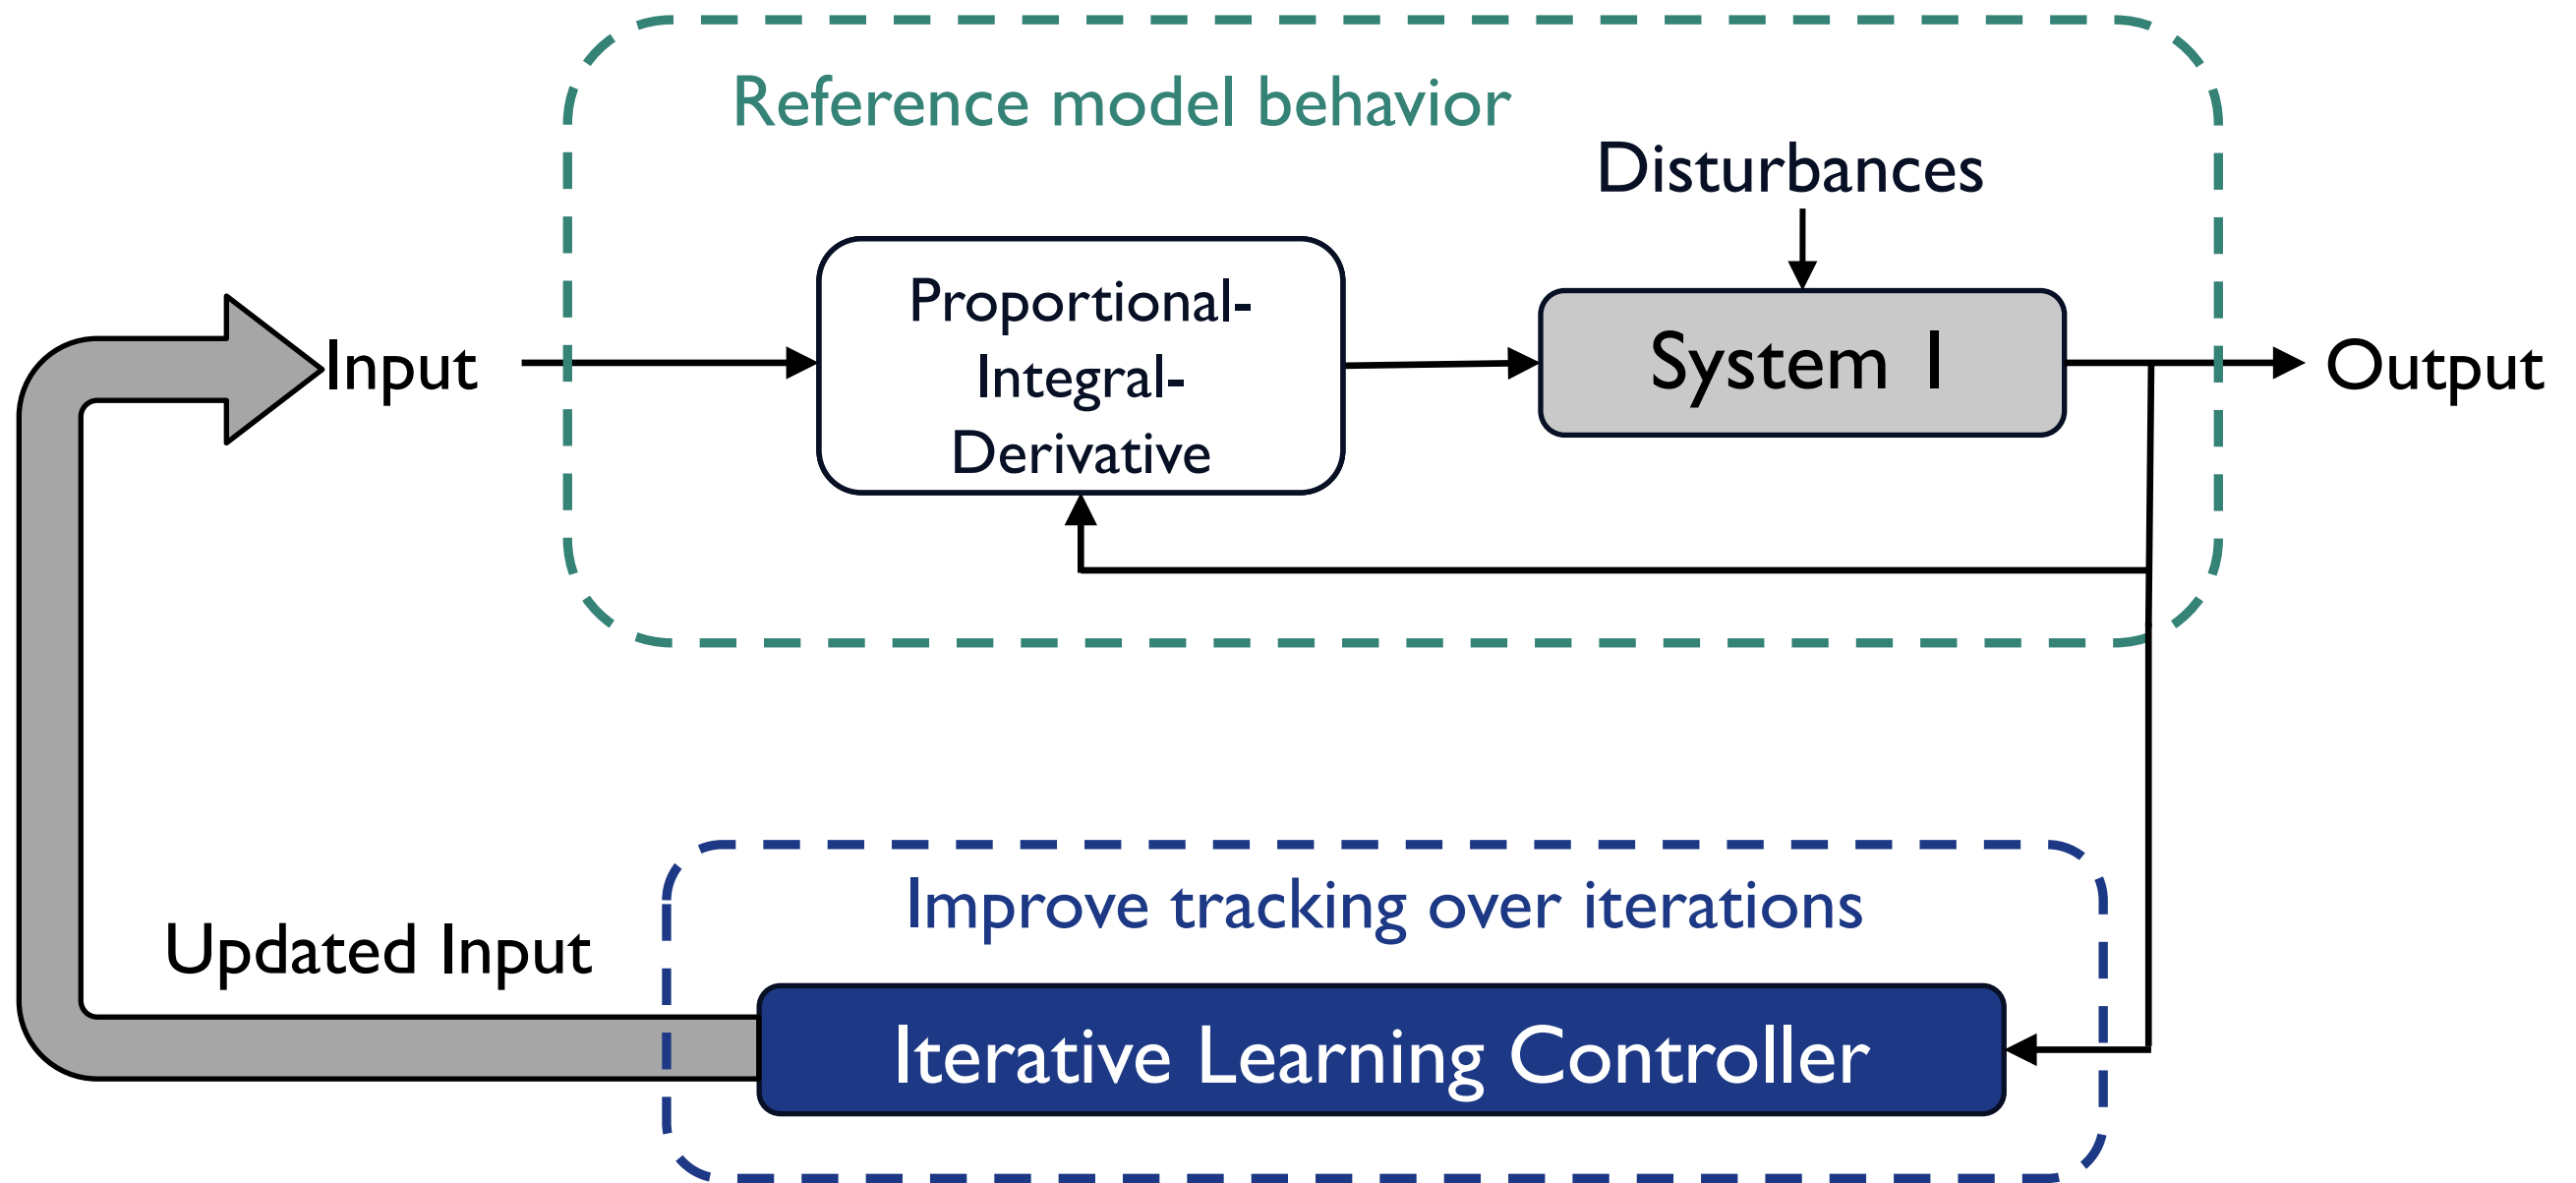 Reference model behavior
Disturbances
Proportional-
Integral-
Derivative
System 1
Input
Output
Improve tracking over iterations
Updated Input
Iterative Learning Controller